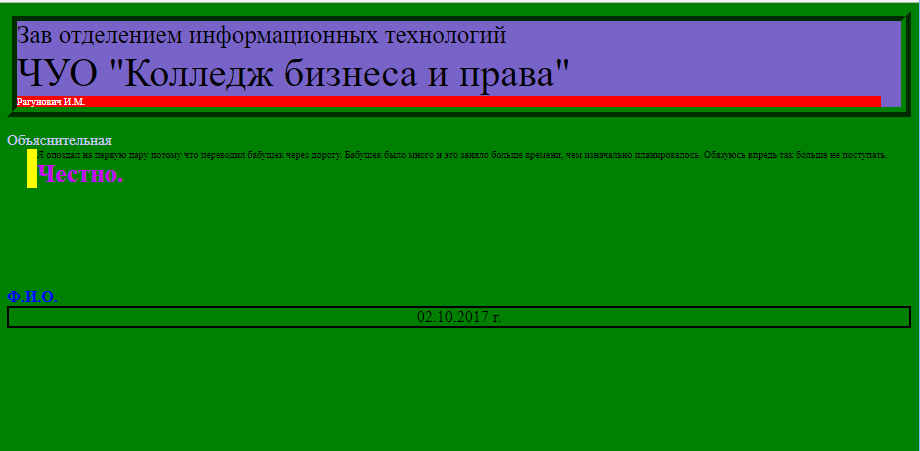 Зав отделением информационных технологий
ЧУО "Колледж бизнеса и права"
Рагунович И.М.
Объяснительная
Я опоздал на первую пару потому что переводил бабушек через дорогу. Бабушек было много и это заняло больше времени, чем изначально планировалось. Обязуюсь впредь так больше не поступать.
Честно.
Ф.И.О.
02.10.2017 г.